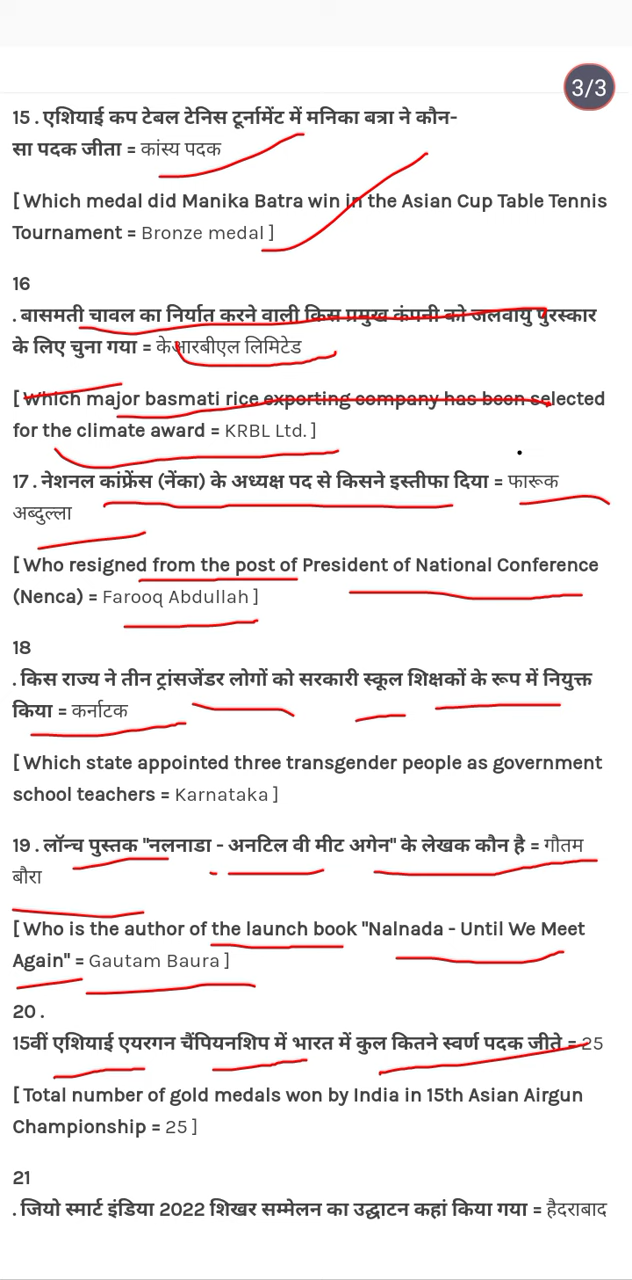 3/3
15 . एशियाई कप टेबल टेनिस टूर्नामेंट में मनिका बत्रा ने कौन-
सा पदक जीता = कांस्य पदक
[ Which medal did Manika Batra win in the Asian Cup Table Tennis
Tournament = Bronze medal ]
16
. बासमती चावल का निर्यात करने वाली किस प्रमुख कंपनी को जलवायु पुरस्कार
के लिए चुना गया = केआरबीएल लिमिटेड
[ Which major basmati rice exporting company has been selected
for the climate award = KRBL Ltd. ]
17 . नेशनल कांफ्रेंस (नेंका) के अध्यक्ष पद से किसने इस्तीफा दिया = फारूक
अब्दुल्ला
[ Who resigned from the post of President of National Conference
(Nenca) = Farooq Abdullah ]
18
. किस राज्य ने तीन ट्रांसजेंडर लोगों को सरकारी स्कूल शिक्षकों के रूप में नियुक्त
किया = कर्नाटक
[ Which state appointed three transgender people as government
school teachers = Karnataka ]
19 . लॉन्च पुस्तक "नलनाडा - अनटिल वी मीट अगेन" के लेखक कौन है = गौतम
बौरा
[ Who is the author of the launch book "Nalnada - Until We Meet
Again" = Gautam Baura ]
20 .
15वीं एशियाई एयरगन चैंपियनशिप में भारत में कुल कितने स्वर्ण पदक जीते = 25
[ Total number of gold medals won by India in 15th Asian Airgun
Championship = 25 ]
21
. जियो स्मार्ट इंडिया 2022 शिखर सम्मेलन का उद्घाटन कहां किया गया = हैदराबाद